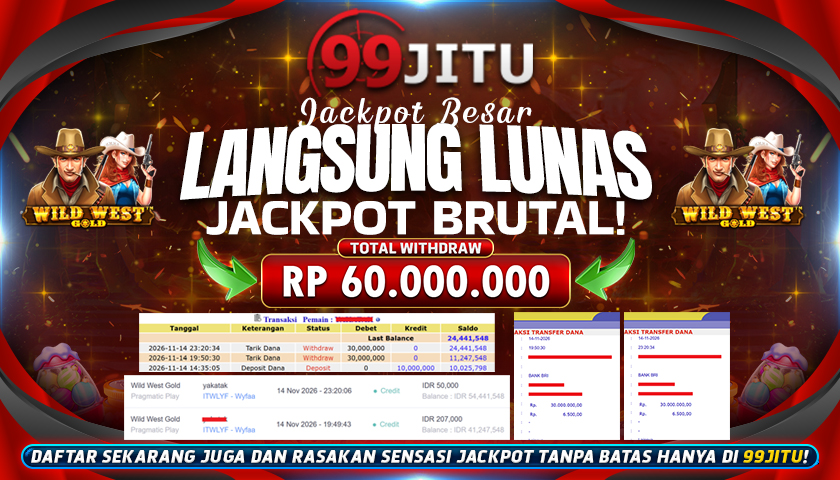 99JITU
Jackpot Besar
LANGSUNG LUNAS
JACKPOT BRUTAL!
WILD WEST
GOLD
WILD WEST
GOLD
TOTAL WITHDRAW
RP 60.000.000
Transaksi Pemain :
Tanggal Keterangan Status Debet Kredit Saldo
Last Balance 24,441,548
2026-11-14 23:20:34 Tarik Dana Withdraw 30,000,000 0 24,441,548
2026-11-14 19:50:30 Tarik Dana Withdraw 30,000,000 0 11,247,548
2026-11-14 14:35:05 Deposit Dana Deposit 0 10,000,000 10,025,798
Wild West Gold yakatak 14 Nov 2026 - 23:20:06 Credit IDR 50,000
Pragmatic Play ITWLYF - Wyfaa Balance : IDR 54,441,548
Wild West Gold 14 Nov 2026 - 19:49:43 Credit IDR 207,000
Pragmatic Play ITWLYF - Wyfaa Balance : IDR 41,247,548
AKSI TRANSFER DANA
14-11-2026
19:50:30
BANK BRI
Rp. 30.000.000,00
Rp. 6.500,00
AKSI TRANSFER DANA
14-11-2026
23:20:34
BANK BRI
Rp. 30.000.000,00
Rp. 6.500,00
DAFTAR SEKARANG JUGA DAN RASAKAN SENSASI JACKPOT TANPA BATAS HANYA DI 99JITU!